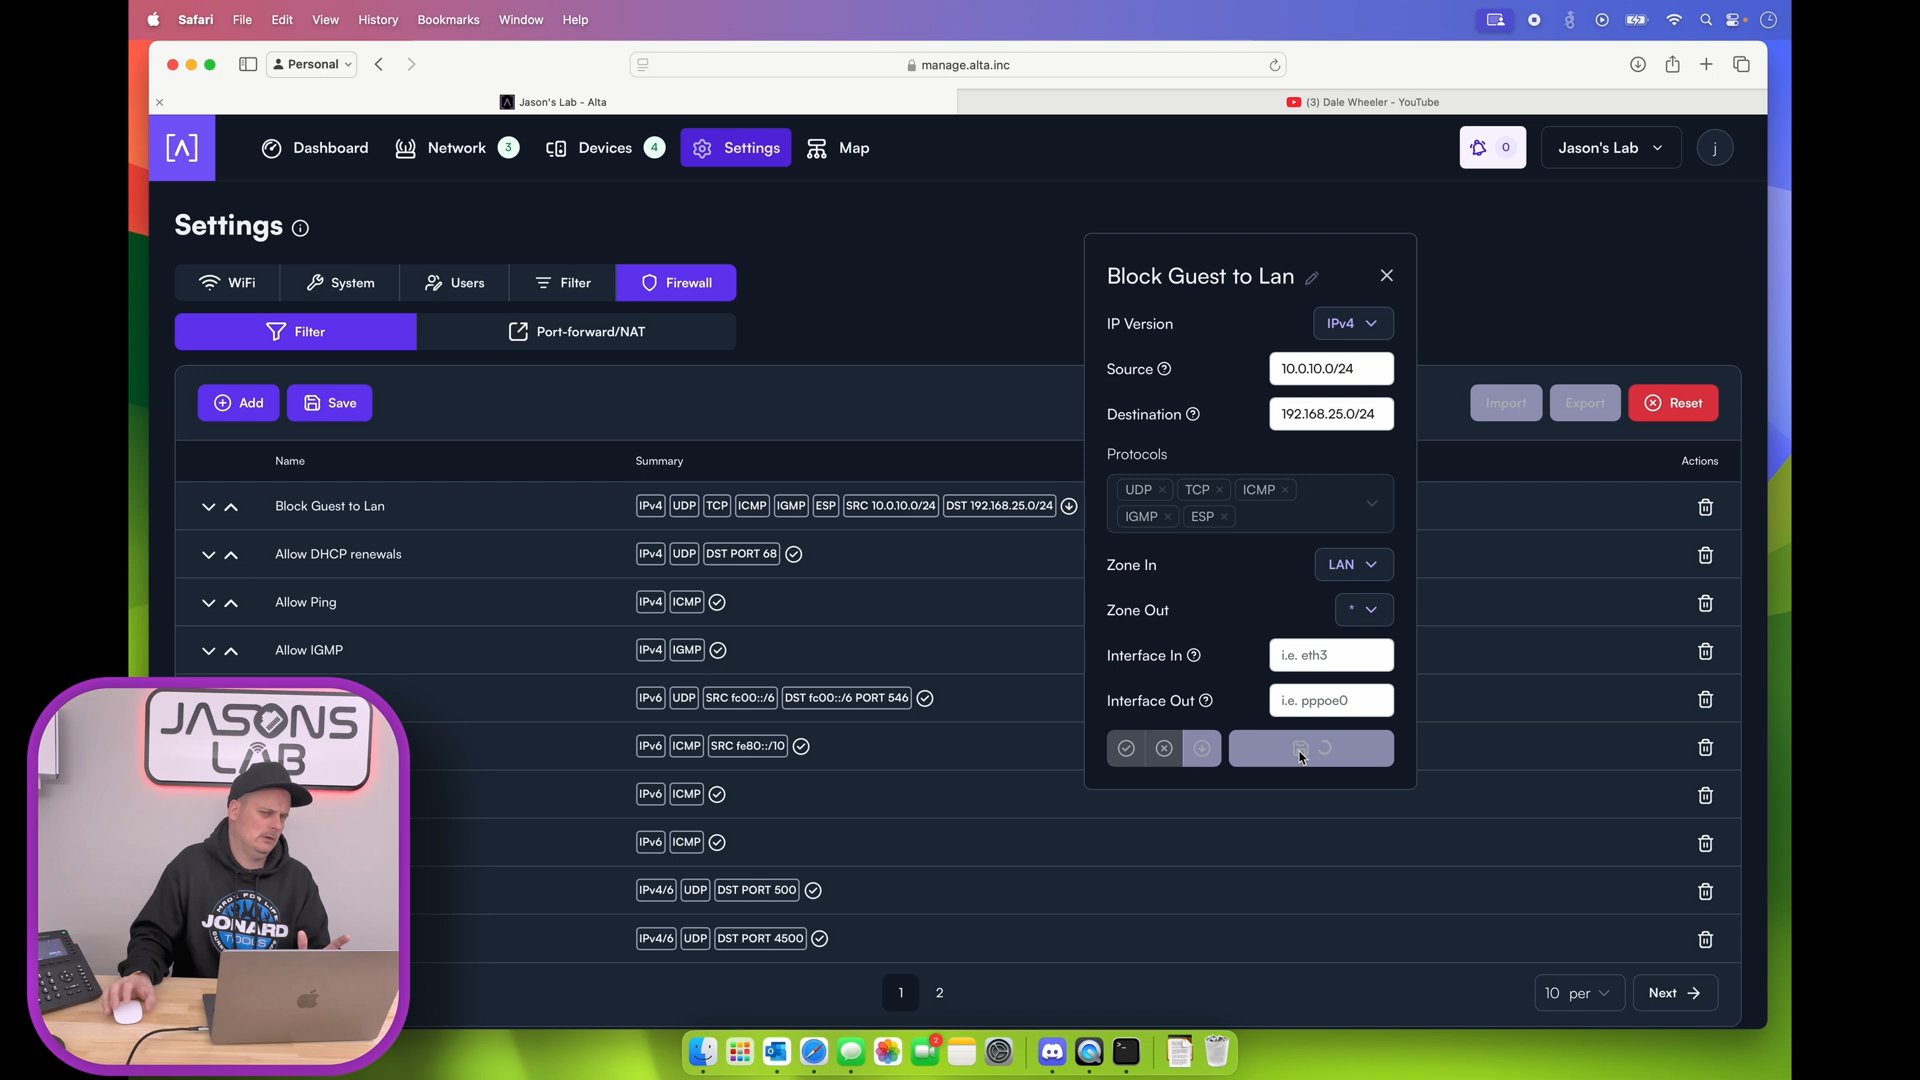 Safari File Edit View History Bookmarks Window Help
Personal
manage.alta.inc
Jason's Lab - Alta
(3) Dale Wheeler - YouTube
[Λ] Dashboard Network 3 Devices 4 Settings Map 0 Jason's Lab j
Settings
WiFi System Users Filter Firewall
Filter Port-forward/NAT
Add Save Import Export Reset
Name Summary Actions
Block Guest to Lan IPv4 UDP TCP ICMP IGMP ESP SRC 10.0.10.0/24 DST 192.168.25.0/24
Allow DHCP renewals IPv4 UDP DST PORT 68
Allow Ping IPv4 ICMP
Allow IGMP IPv4 IGMP
IPv6 UDP SRC fc00::/6 DST fc00::/6 PORT 546
IPv6 ICMP SRC fe80::/10
IPv6 ICMP
IPv6 ICMP
IPv4/6 UDP DST PORT 500
IPv4/6 UDP DST PORT 4500
1 2 10 per Next
Block Guest to Lan
IP Version IPv4
Source 10.0.10.0/24
Destination 192.168.25.0/24
Protocols
UDP TCP ICMP
IGMP ESP
Zone In LAN
Zone Out *
Interface In i.e. eth3
Interface Out i.e. pppoe0
JASONS
LAB
MADE FOR LIFE
JONARD
TOOLS
2